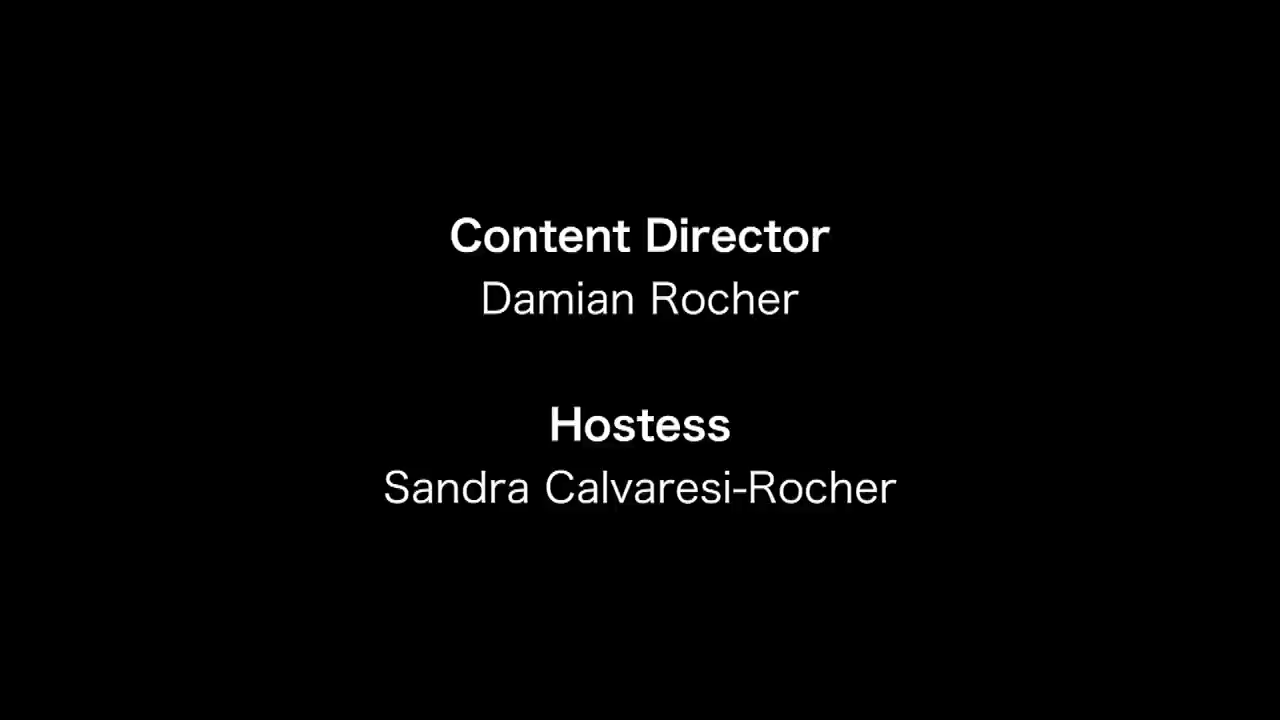 Content Director
Damian Rocher
Hostess
Sandra Calvaresi-Rocher